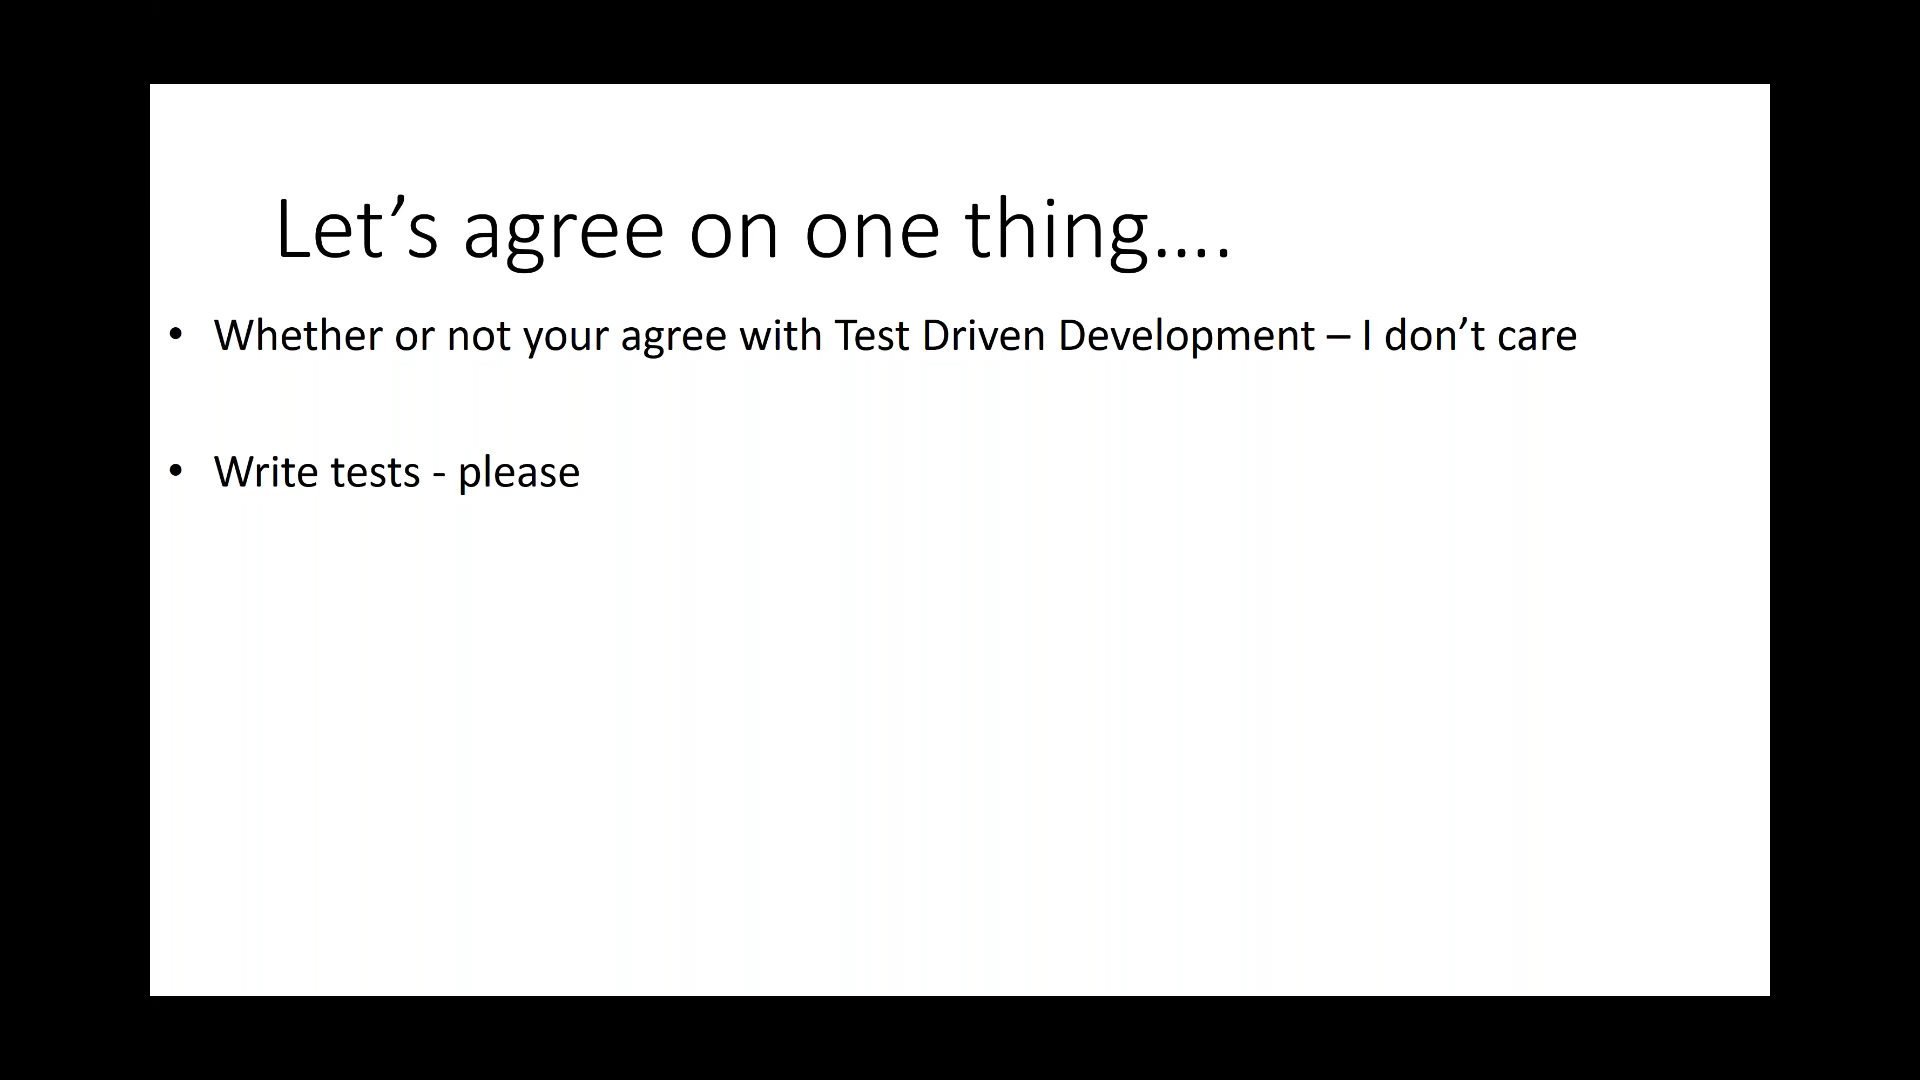 Let’s agree on one thing….
• Whether or not your agree with Test Driven Development – I don’t care
• Write tests - please